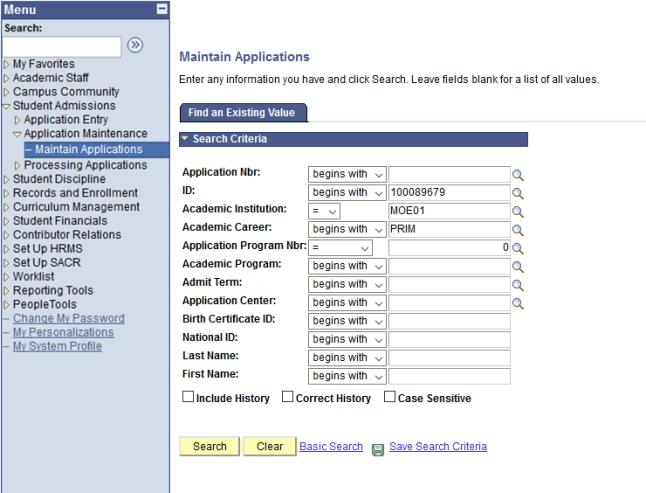 Menu
Search:
My Favorites
Academic Staff
Campus Community
Student Admissions
Application Entry
Application Maintenance
– Maintain Applications
Processing Applications
Student Discipline
Records and Enrollment
Curriculum Management
Student Financials
Contributor Relations
Set Up HRMS
Set Up SACR
Worklist
Reporting Tools
PeopleTools
– Change My Password
– My Personalizations
– My System Profile
Maintain Applications
Enter any information you have and click Search. Leave fields blank for a list of all values.
Find an Existing Value
Search Criteria
Application Nbr: begins with
ID: begins with 100089679
Academic Institution: = MOE01
Academic Career: begins with PRIM
Application Program Nbr: = 0
Academic Program: begins with
Admit Term: begins with
Application Center: begins with
Birth Certificate ID: begins with
National ID: begins with
Last Name: begins with
First Name: begins with
Include History Correct History Case Sensitive
Search Clear Basic Search Save Search Criteria